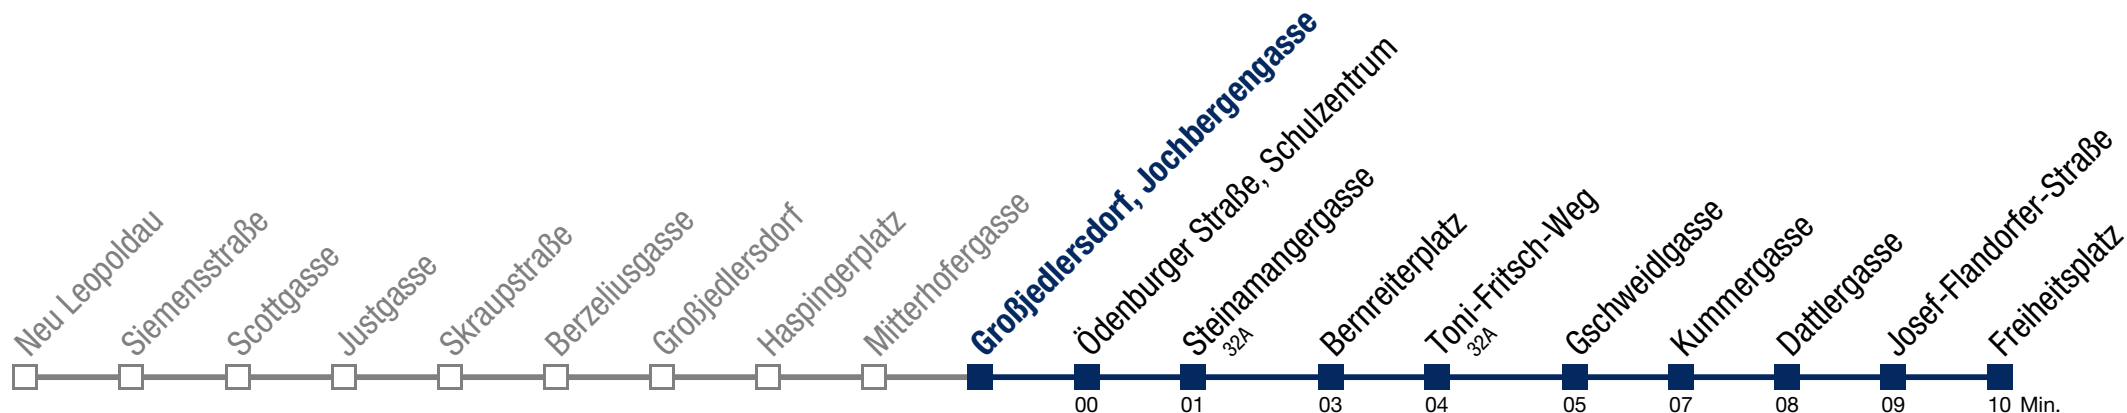 Neu Leopoldau
Siemensstraße
Scottgasse
Justgasse
Skraupstraße
Berzeliusgasse
Großjedlersdorf
Haspingerplatz
Mitterhofergasse
Großjedlersdorf, Jochbergengasse
Ödenburger Straße, Schulzentrum
Steinamangergasse
32A
Bernreiterplatz
Toni-Fritsch-Weg
32A
Gschweidlgasse
Kummergasse
Dattlergasse
Josef-Flandorfer-Straße
Freiheitsplatz
00 01 03 04 05 07 08 09 10 Min.